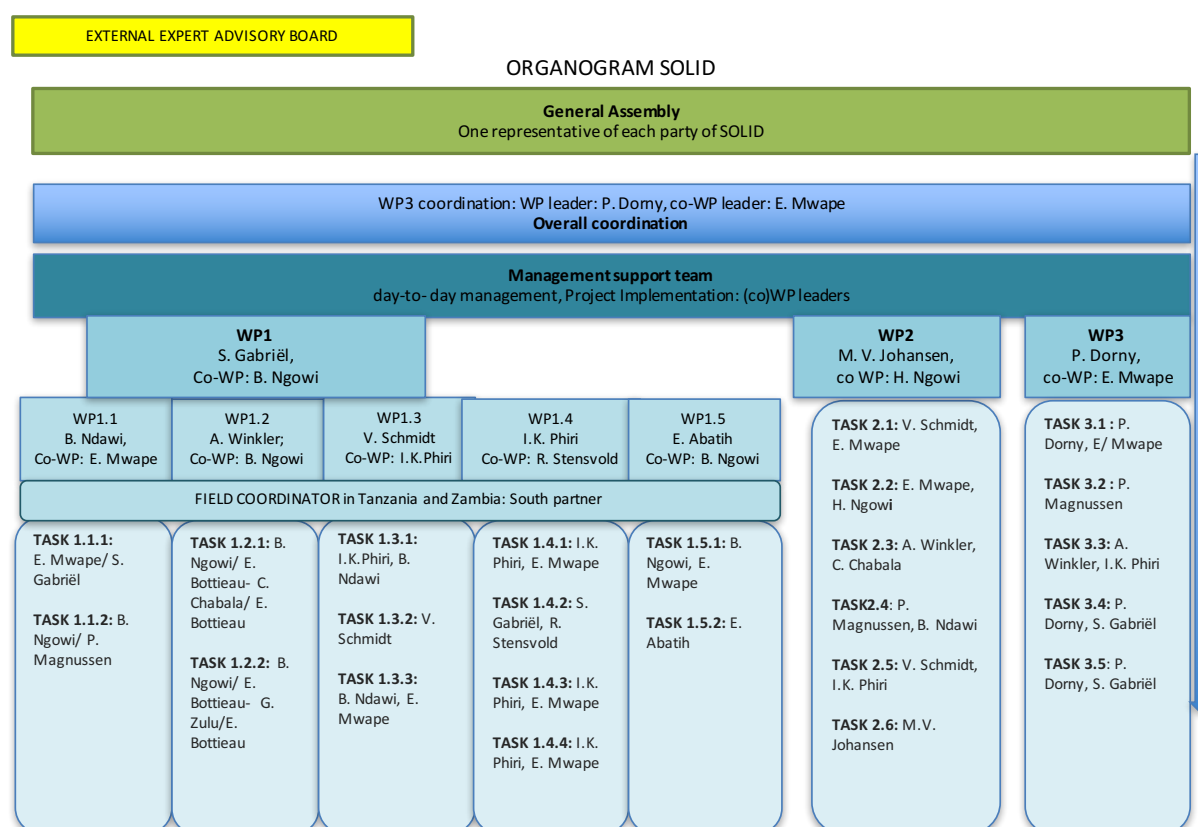 EXTERNAL EXPERT ADVISORY BOARD
ORGANOGRAM SOLID
General Assembly
One representative of each party of SOLID
WP3 coordination: WP leader: P. Dorny, co-WP leader: E. Mwape
Overall coordination
Management support team
day-to- day management, Project Implementation: (co)WP leaders
WP1
S. Gabriël,
Co-WP: B. Ngowi
WP2
M. V. Johansen,
co WP: H. Ngowi
WP3
P. Dorny,
co-WP: E. Mwape
WP1.1
B. Ndawi,
Co-WP: E. Mwape
WP1.2
A. Winkler;
Co-WP: B. Ngowi
WP1.3
V. Schmidt
Co-WP: I.K.Phiri
WP1.4
I.K. Phiri
Co-WP: R. Stensvold
WP1.5
E. Abatih
Co-WP: B. Ngowi
FIELD COORDINATOR in Tanzania and Zambia: South partner
TASK 1.1.1:
E. Mwape/ S.
Gabriël
TASK 1.1.2: B.
Ngowi/ P.
Magnussen
TASK 1.2.1: B.
Ngowi/ E.
Bottieau- C.
Chabala/ E.
Bottieau
TASK 1.2.2: B.
Ngowi/ E.
Bottieau- G.
Zulu/E.
Bottieau
TASK 1.3.1:
I.K.Phiri, B.
Ndawi
TASK 1.3.2: V.
Schmidt
TASK 1.3.3:
B. Ndawi, E.
Mwape
TASK 1.4.1: I.K.
Phiri, E. Mwape
TASK 1.4.2: S.
Gabriël, R.
Stensvold
TASK 1.4.3: I.K.
Phiri, E. Mwape
TASK 1.4.4: I.K.
Phiri, E. Mwape
TASK 1.5.1: B.
Ngowi, E.
Mwape
TASK 1.5.2: E.
Abatih
TASK 2.1: V. Schmidt,
E. Mwape
TASK 2.2: E. Mwape,
H. Ngowi
TASK 2.3: A. Winkler,
C. Chabala
TASK2.4: P.
Magnussen, B. Ndawi
TASK 2.5: V. Schmidt,
I.K. Phiri
TASK 2.6: M.V.
Johansen
TASK 3.1 : P.
Dorny, E/ Mwape
TASK 3.2 : P.
Magnussen
TASK 3.3: A.
Winkler, I.K. Phiri
TASK 3.4: P.
Dorny, S. Gabriël
TASK 3.5: P.
Dorny, S. Gabriël